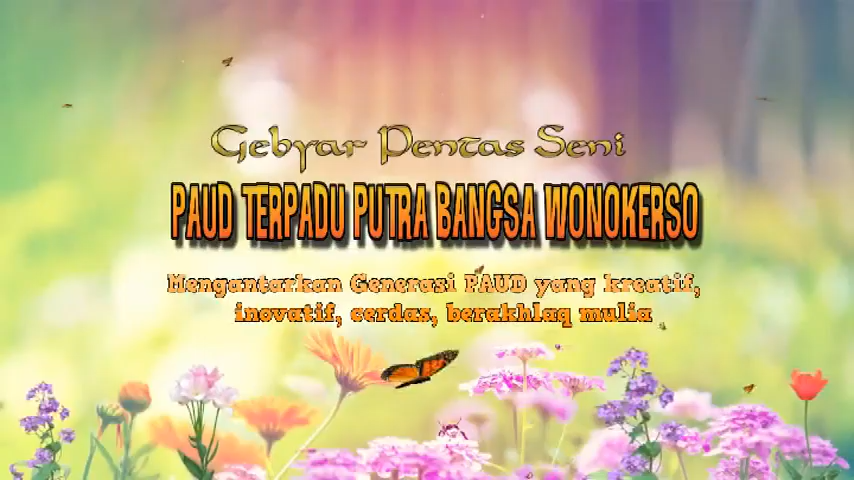 Gebyar Pentas Seni
PAUD TERPADU PUTRA BANGSA WONOKERSO
Mengantarkan Generasi PAUD yang kreatif,
inovatif, cerdas, berakhlaq mulia